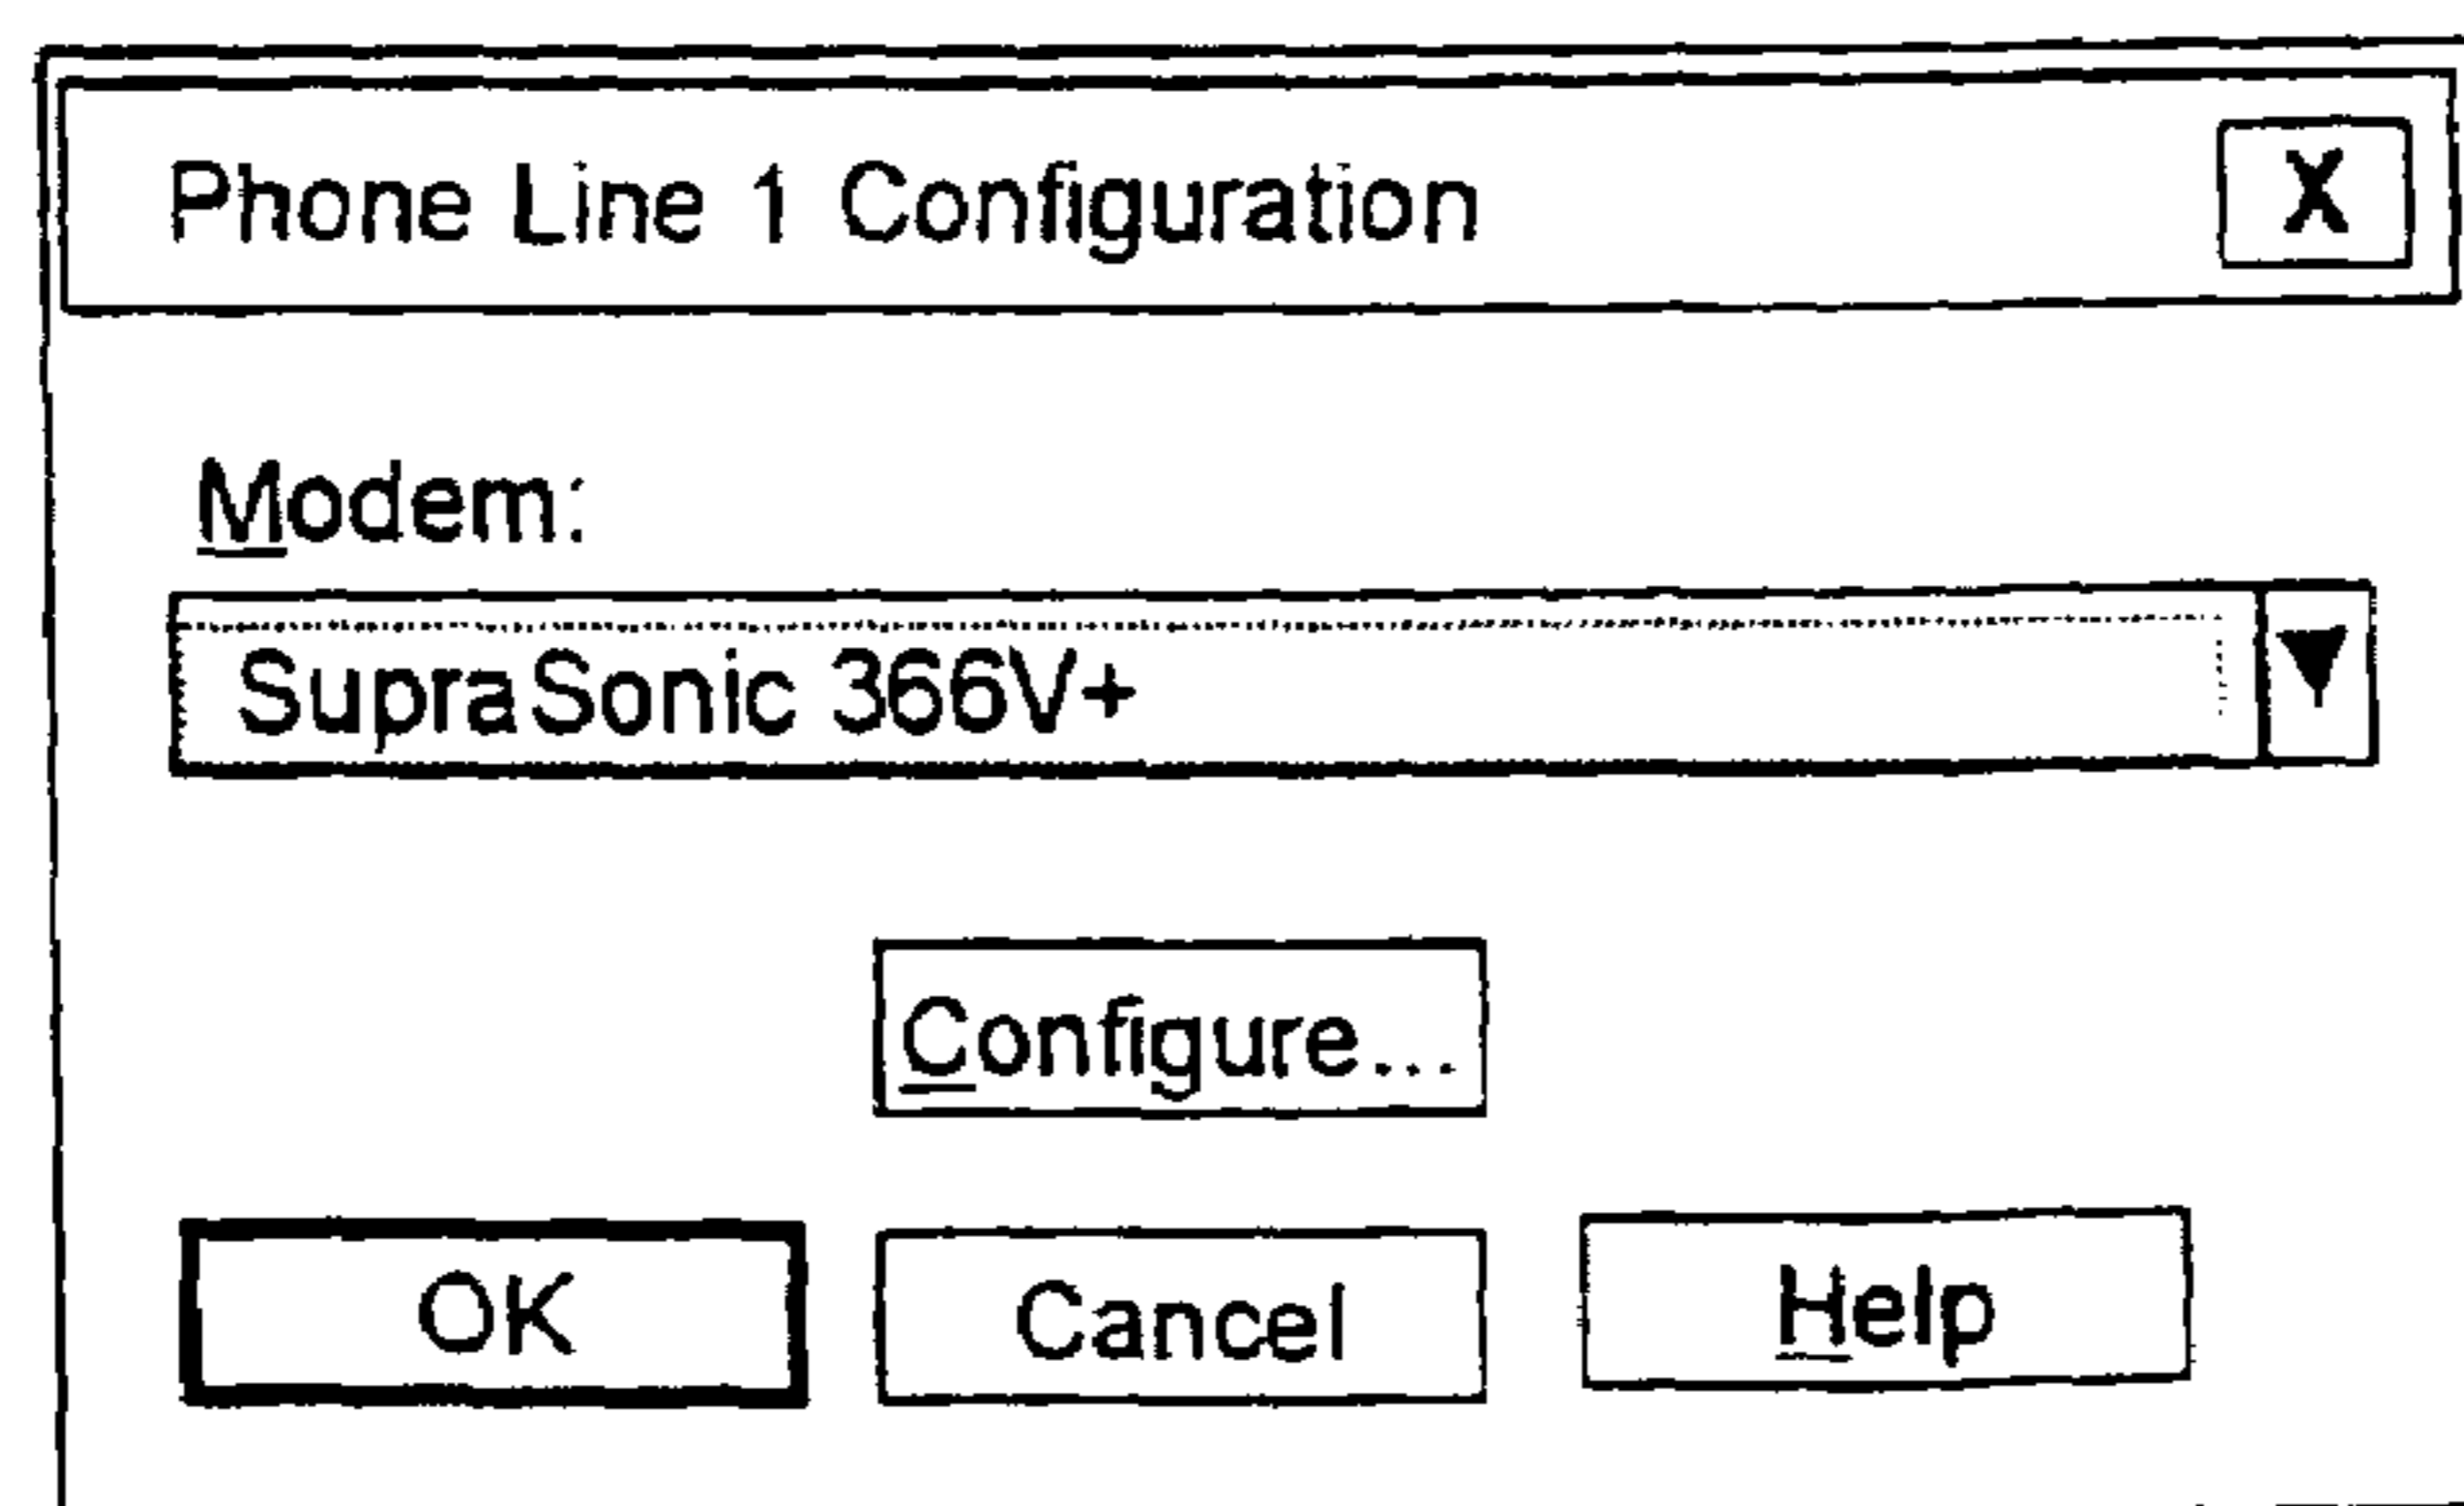 Phone Line 1 Configuration X
Modem:
SupraSonic 366V+
Configure...
OK Cancel Help